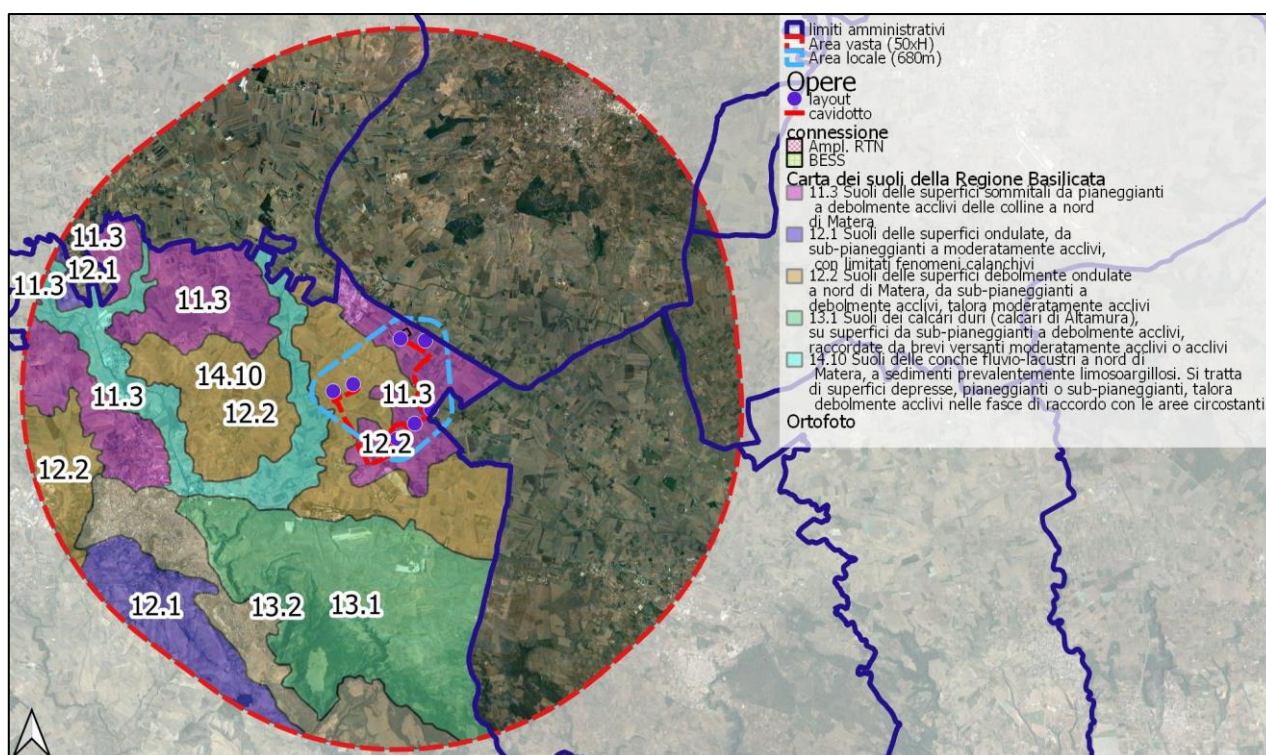 limiti amministrativi
Area vasta (50xH)
Area locale (680m)
Opere
layout
cavidotto
connessione
Ampl. RTN
BESS
Carta dei suoli della Regione Basilicata
11.3 Suoli delle superfici sommitali da pianeggianti
a debolmente acclivi delle colline a nord
di Matera
12.1 Suoli delle superfici ondulate, da
sub-pianeggianti a moderatamente acclivi,
con limitati fenomeni calanchivi
12.2 Suoli delle superfici debolmente ondulate
a nord di Matera, da sub-pianeggianti a
debolmente acclivi, talora moderatamente acclivi
13.1 Suoli dei calcari duri (calcari di Altamura),
su superfici da sub-pianeggianti a debolmente acclivi,
raccordate da brevi versanti moderatamente acclivi o acclivi
14.10 Suoli delle conche fluvio-lacustri a nord di
Matera, a sedimenti prevalentemente limosoargillosi. Si tratta
di superfici depresse, pianeggianti o sub-pianeggianti, talora
debolmente acclivi nelle fasce di raccordo con le aree circostanti
Ortofoto
11.3
12.1
11.3
11.3
14.10
12.2
11.3
11.3
12.2
12.2
12.1
13.2
13.1